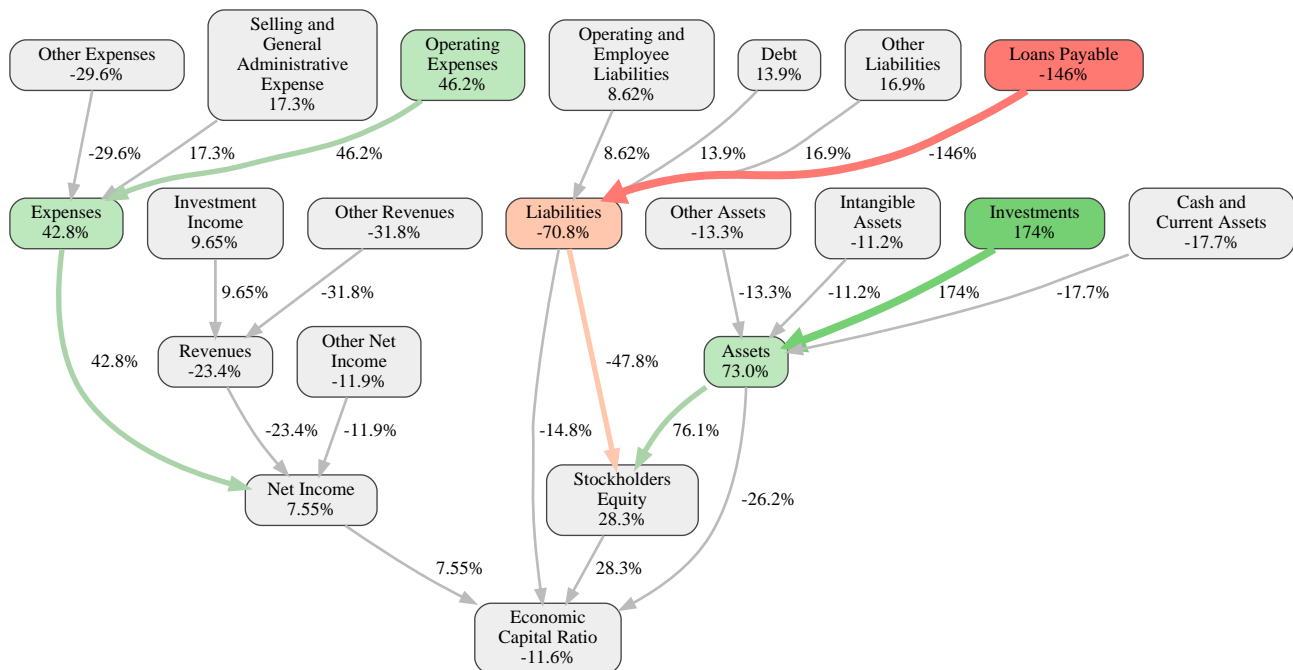 Other Expenses
-29.6%
Selling and
General
Administrative
Expense
17.3%
Operating
Expenses
46.2%
Operating and
Employee
Liabilities
8.62%
Debt
13.9%
Other
Liabilities
16.9%
Loans Payable
-146%
-29.6%
17.3%
46.2%
8.62%
13.9%
16.9%
-146%
Expenses
42.8%
Investment
Income
9.65%
Other Revenues
-31.8%
Liabilities
-70.8%
Other Assets
-13.3%
Intangible
Assets
-11.2%
Investments
174%
Cash and
Current Assets
-17.7%
9.65%
-31.8%
-13.3%
-11.2%
174%
-17.7%
42.8%
Revenues
-23.4%
Other Net
Income
-11.9%
-47.8%
Assets
73.0%
-23.4%
-11.9%
-14.8%
76.1%
Net Income
7.55%
Stockholders
Equity
28.3%
-26.2%
7.55%
28.3%
Economic
Capital Ratio
-11.6%